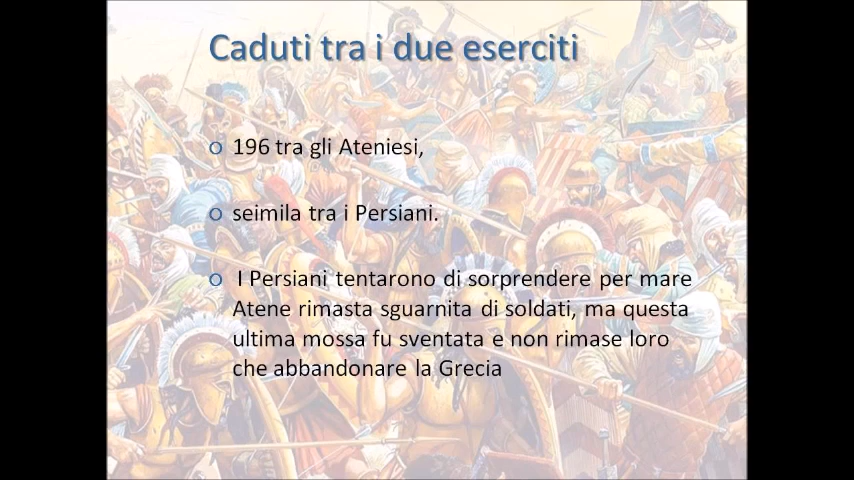 Caduti tra i due eserciti
o 196 tra gli Ateniesi,
o seimila tra i Persiani.
o I Persiani tentarono di sorprendere per mare
Atene rimasta sguarnita di soldati, ma questa
ultima mossa fu sventata e non rimase loro
che abbandonare la Grecia